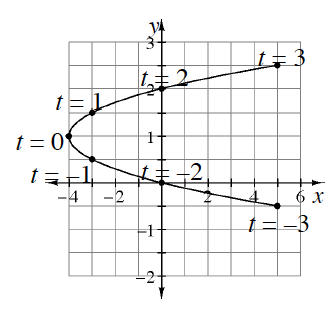 y
3
t = 3
t = 2
2
t = 1
t = 0
1
t = −1
t = −2
−4
−2
2
4
6
x
t = −3
−1
−2